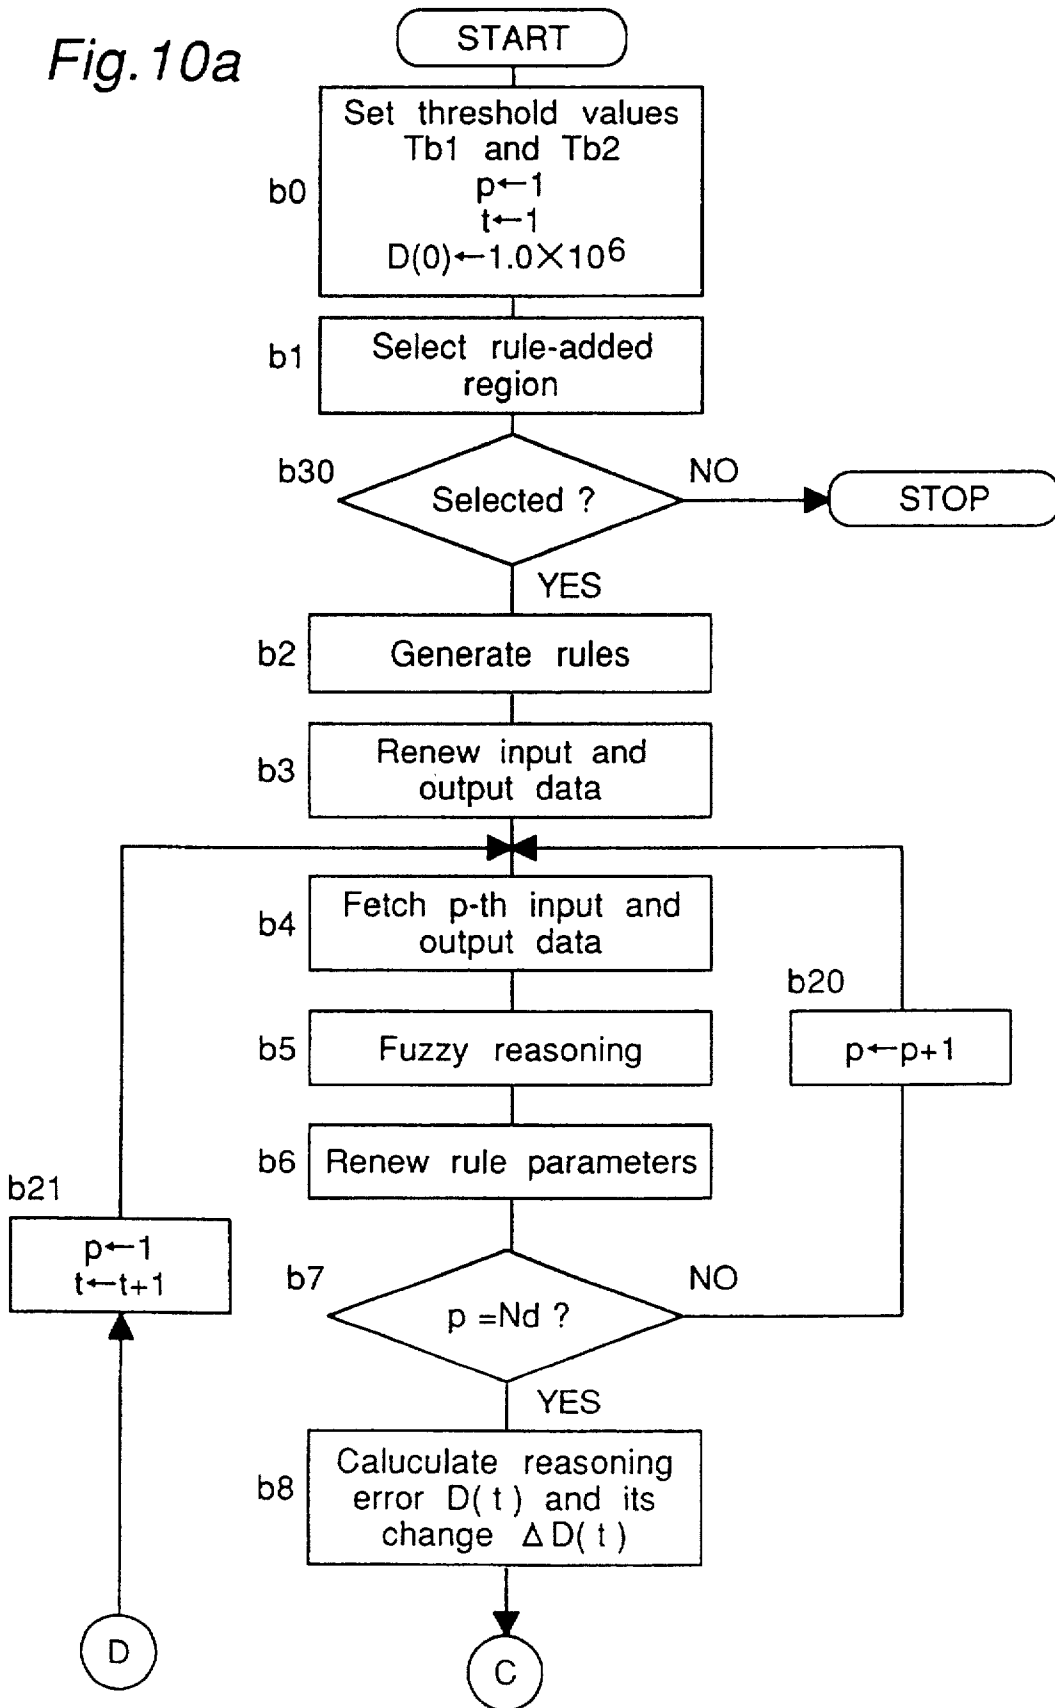 Fig.10a
START
Set threshold values
Tb1 and Tb2
p←1
t←1
D(0)←1.0×10⁶
b0
b1
Select rule-added
region
b30
Selected ?
NO
STOP
YES
b2
Generate rules
b3
Renew input and
output data
b4
Fetch p-th input and
output data
b20
p←p+1
b5
Fuzzy reasoning
b6
Renew rule parameters
b21
p←1
t←t+1
b7
p =Nd ?
NO
YES
b8
Caluculate reasoning
error D( t ) and its
change Δ D( t )
D
C